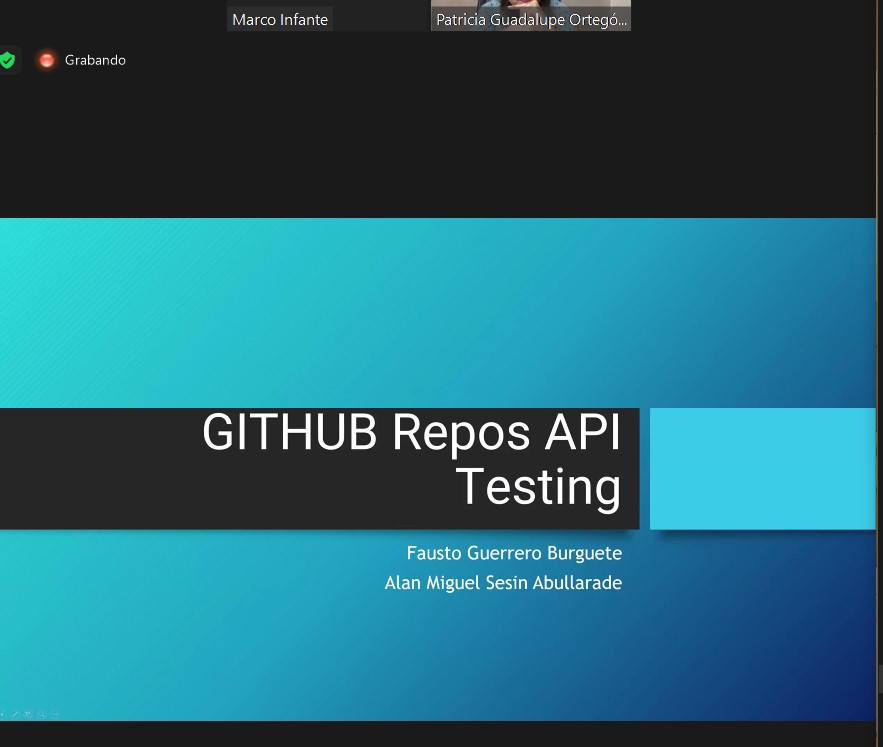 Marco Infante
Patricia Guadalupe Ortegó...
Grabando
GITHUB Repos API
Testing
Fausto Guerrero Burguete
Alan Miguel Sesin Abullarade